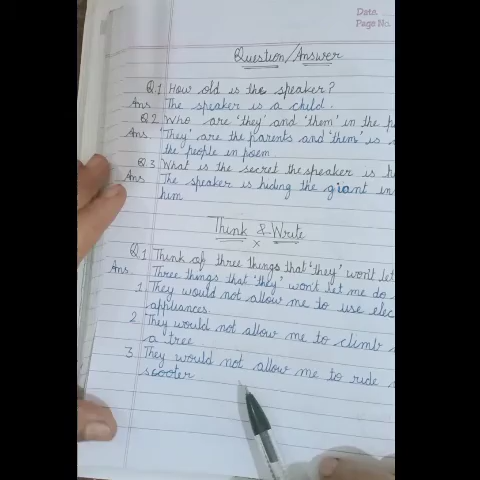 Date
Page No.
Question/Answer
Q.1 How old is the speaker?
Ans The speaker is a child.
Q.2 Who are 'they' and 'them' in the
Ans 'They' are the parents and 'them' is
the people in poem.
Q.3 What is the secret the speaker is
Ans The speaker is hiding the giant in
him
Think & Write
x
Q.1 Think of three things that 'they' won't let
Ans. Three things that 'they' won't let me do
1 They would not allow me to use elec
appliances.
2 They would not allow me to climb
a tree
3 They would not allow me to ride
scooter